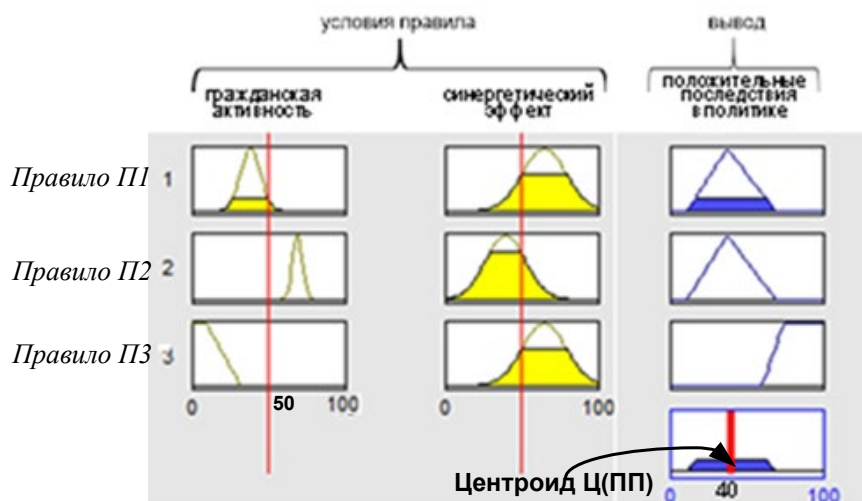 условия правила
вывод
гражданская
активность
синергетический
эффект
положительные
последствия
в политике
Правило П1 1
Правило П2 2
Правило П3 3
0 50 100 0 100
Центроид Ц(ПП)
0 40 100